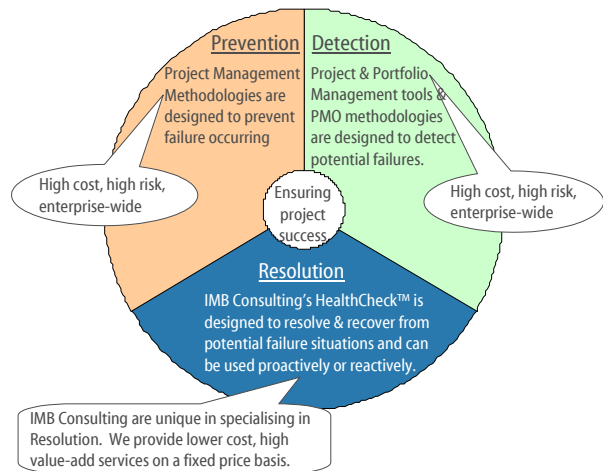 Prevention
Project Management
Methodologies are
designed to prevent
failure occurring
High cost, high risk,
enterprise-wide
Detection
Project & Portfolio
Management tools &
PMO methodologies
are designed to detect
potential failures.
High cost, high risk,
enterprise-wide
Ensuring
project
success
Resolution
IMB Consulting's HealthCheck™ is
designed to resolve & recover from
potential failure situations and can
be used proactively or reactively.
IMB Consulting are unique in specialising in
Resolution. We provide lower cost, high
value-add services on a fixed price basis.